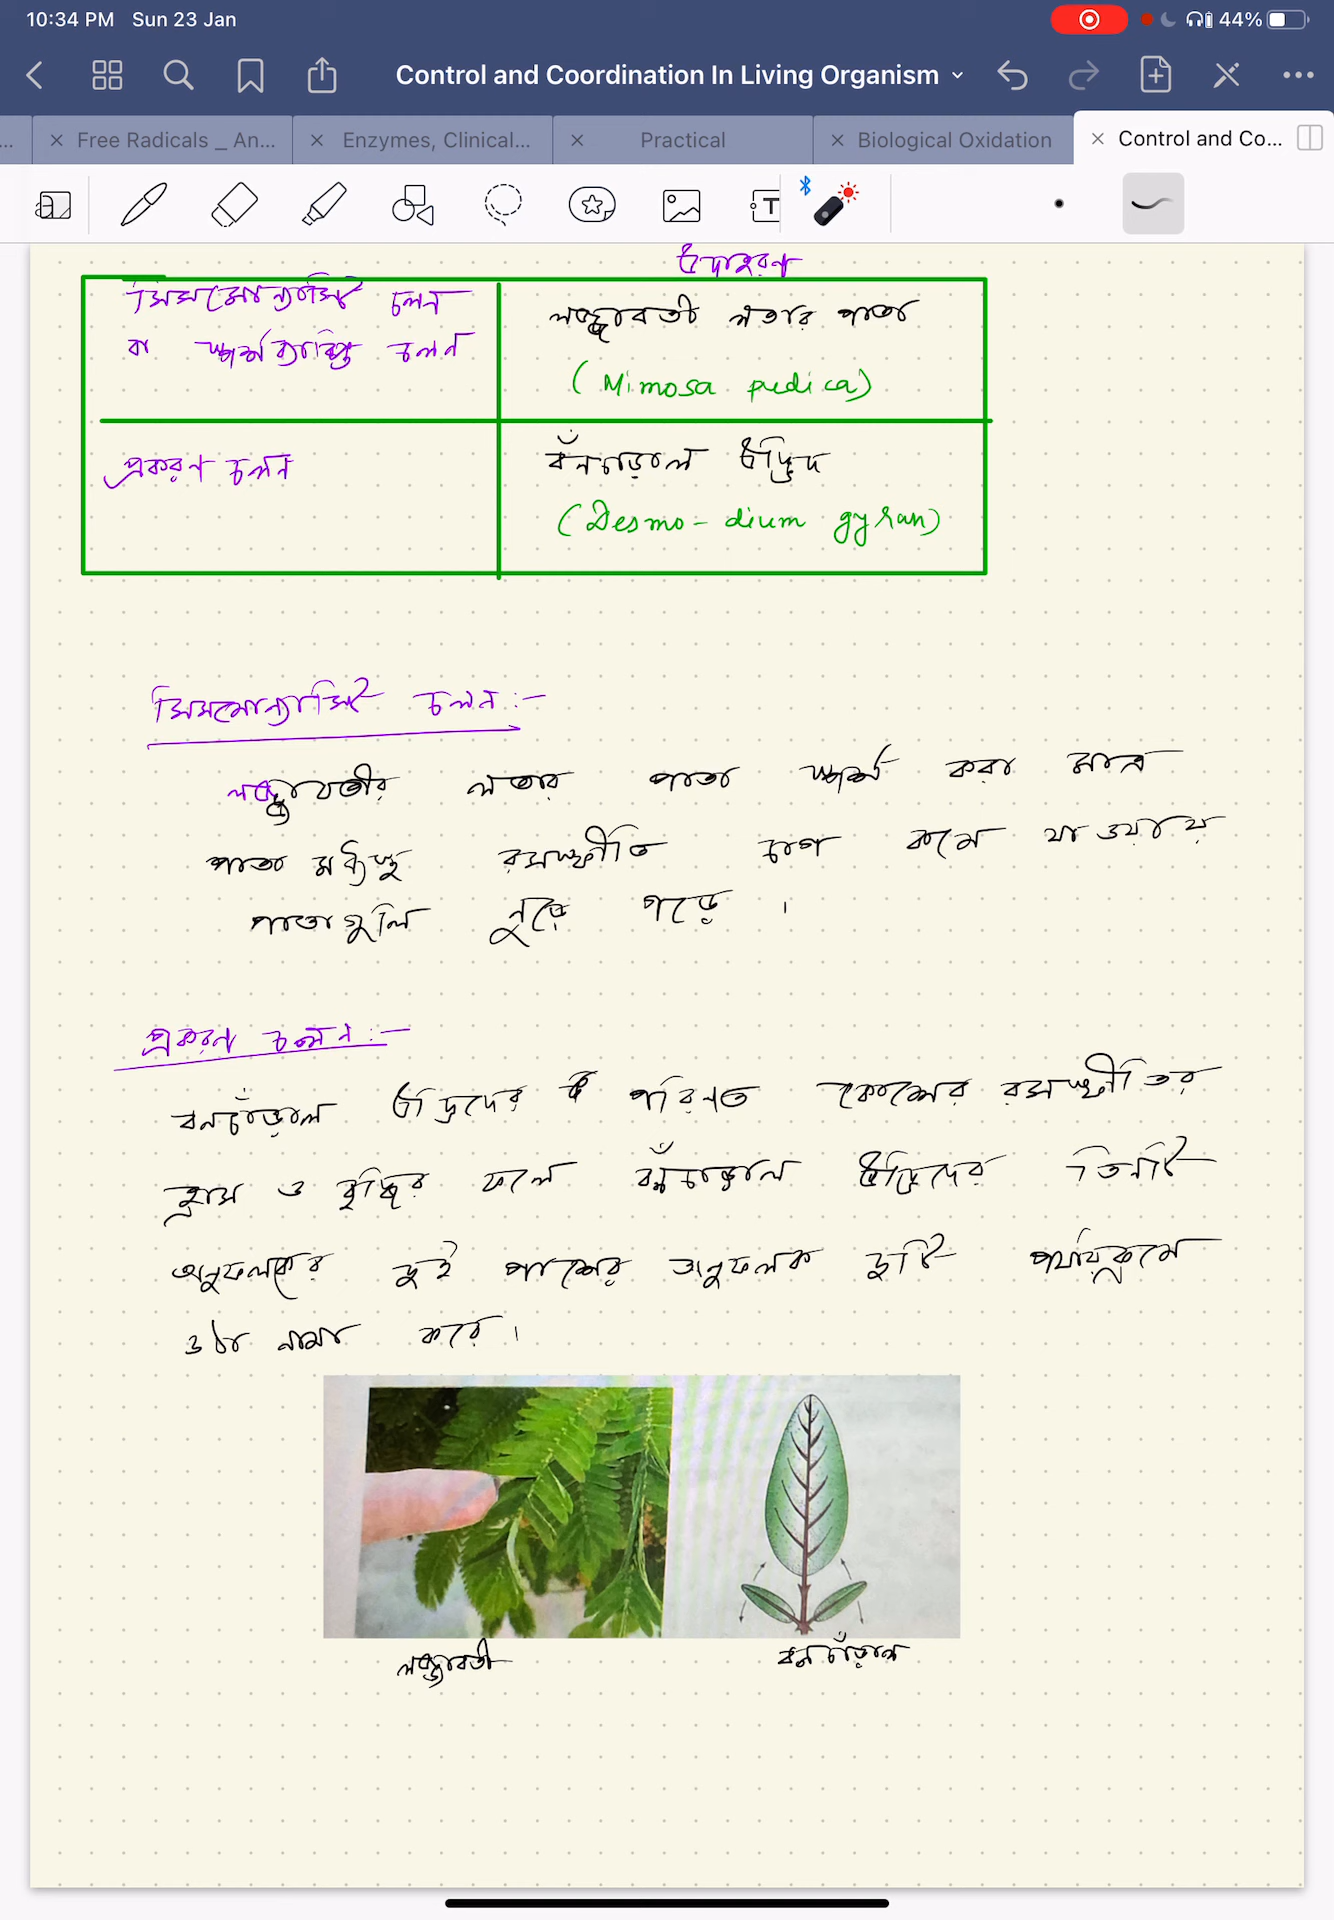 10:34 PM Sun 23 Jan
44%
Control and Coordination In Living Organism
...
Free Radicals _ An...
Enzymes, Clinical...
Practical
Biological Oxidation
Control and Co...
উদাহরণ
সিসমোন্যাস্টি চলন
বা স্পর্শব্যাপ্তি চলন
লজ্জাবতী লতার পাতা
(Mimosa pudica)
প্রকরণ চলন
বনঁচাড়াল উদ্ভিদ
(Desmo-dium gyran)
সিসমোন্যাস্টি চলন :-
লজ্জাবতীর লতার পাতা স্পর্শ করা মাত্র
পাতা মধ্যস্থ রসস্ফীতি চাপ কমে যাওয়ায়
পাতাগুলি নুয়ে পড়ে ।
প্রকরণ চলন :-
বনচাঁড়াল উদ্ভিদের পরিণত কোশের রসস্ফীতির
হ্রাস ও বৃদ্ধির ফলে বনঁচাড়াল উদ্ভিদের তিনটি
অনুফলকের দুই পাশের অনুফলক দুটি পর্যায়ক্রমে
ওঠা নামা করে ।
লজ্জাবতী
বনচাঁড়াল